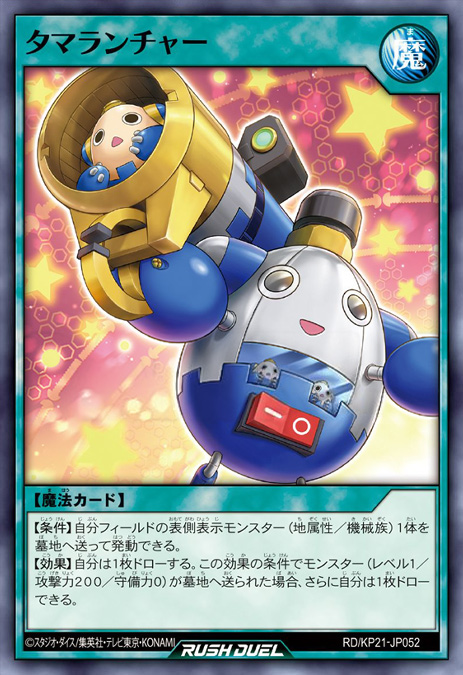 タマランチャー
魔
ま
【魔法カード】
【条件】自分フィールドの表側表示モンスター(地属性/機械族)1体を
墓地へ送って発動できる。
【効果】自分は1枚ドローする。この効果の条件でモンスター(レベル1/
攻撃力200/守備力0)が墓地へ送られた場合、さらに自分は1枚ドロー
できる。
©スタジオ・ダイス/集英社・テレビ東京・KONAMI
RUSH DUEL
RD/KP21-JP052